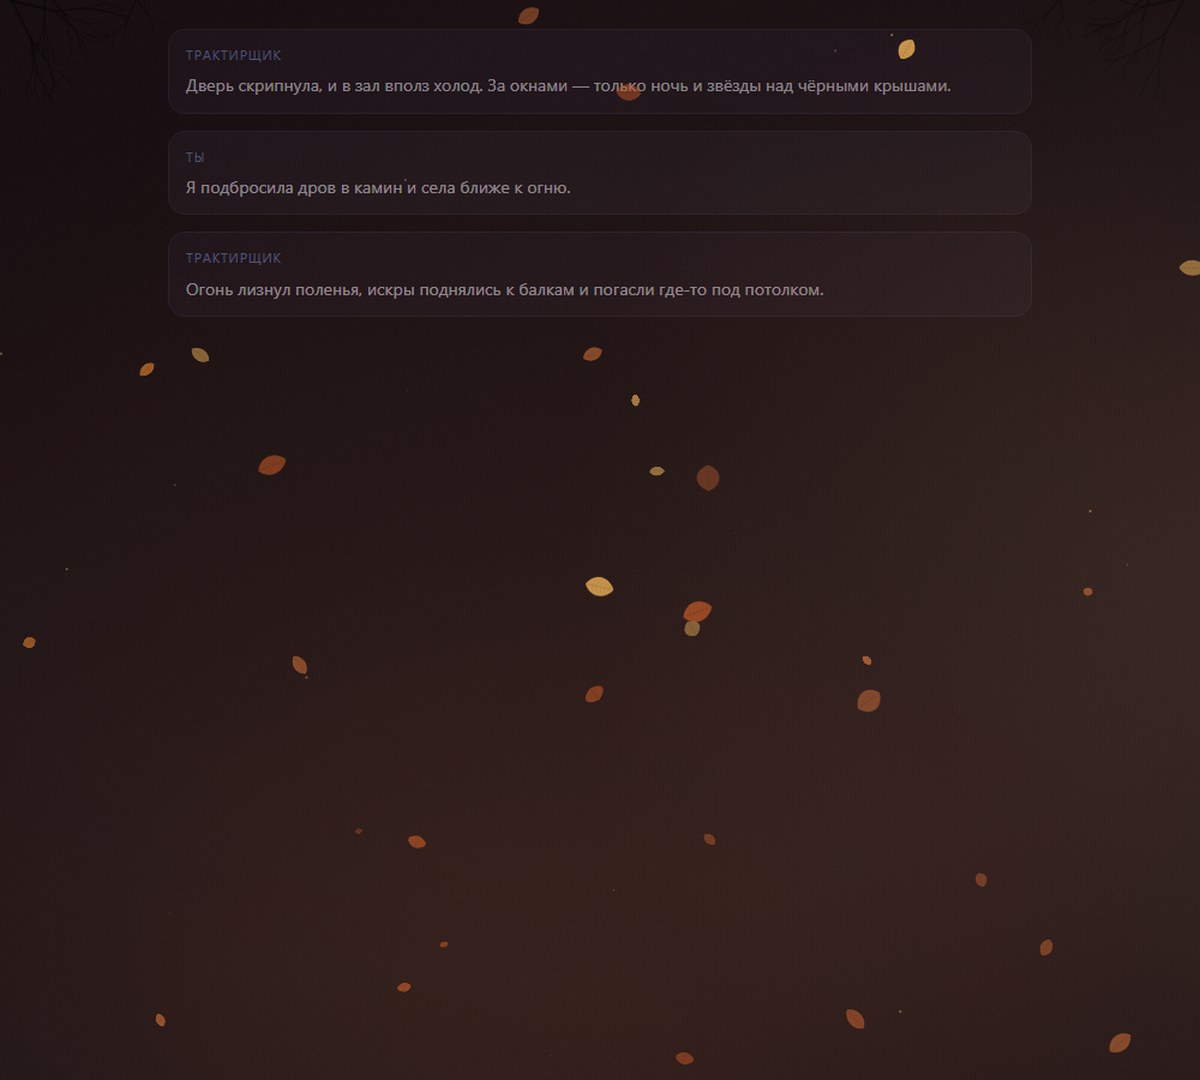 ТРАКТИРЩИК
Дверь скрипнула, и в зал вполз холод. За окнами — только ночь и звёзды над чёрными крышами.
ТЫ
Я подбросила дров в камин и села ближе к огню.
ТРАКТИРЩИК
Огонь лизнул поленья, искры поднялись к балкам и погасли где-то под потолком.